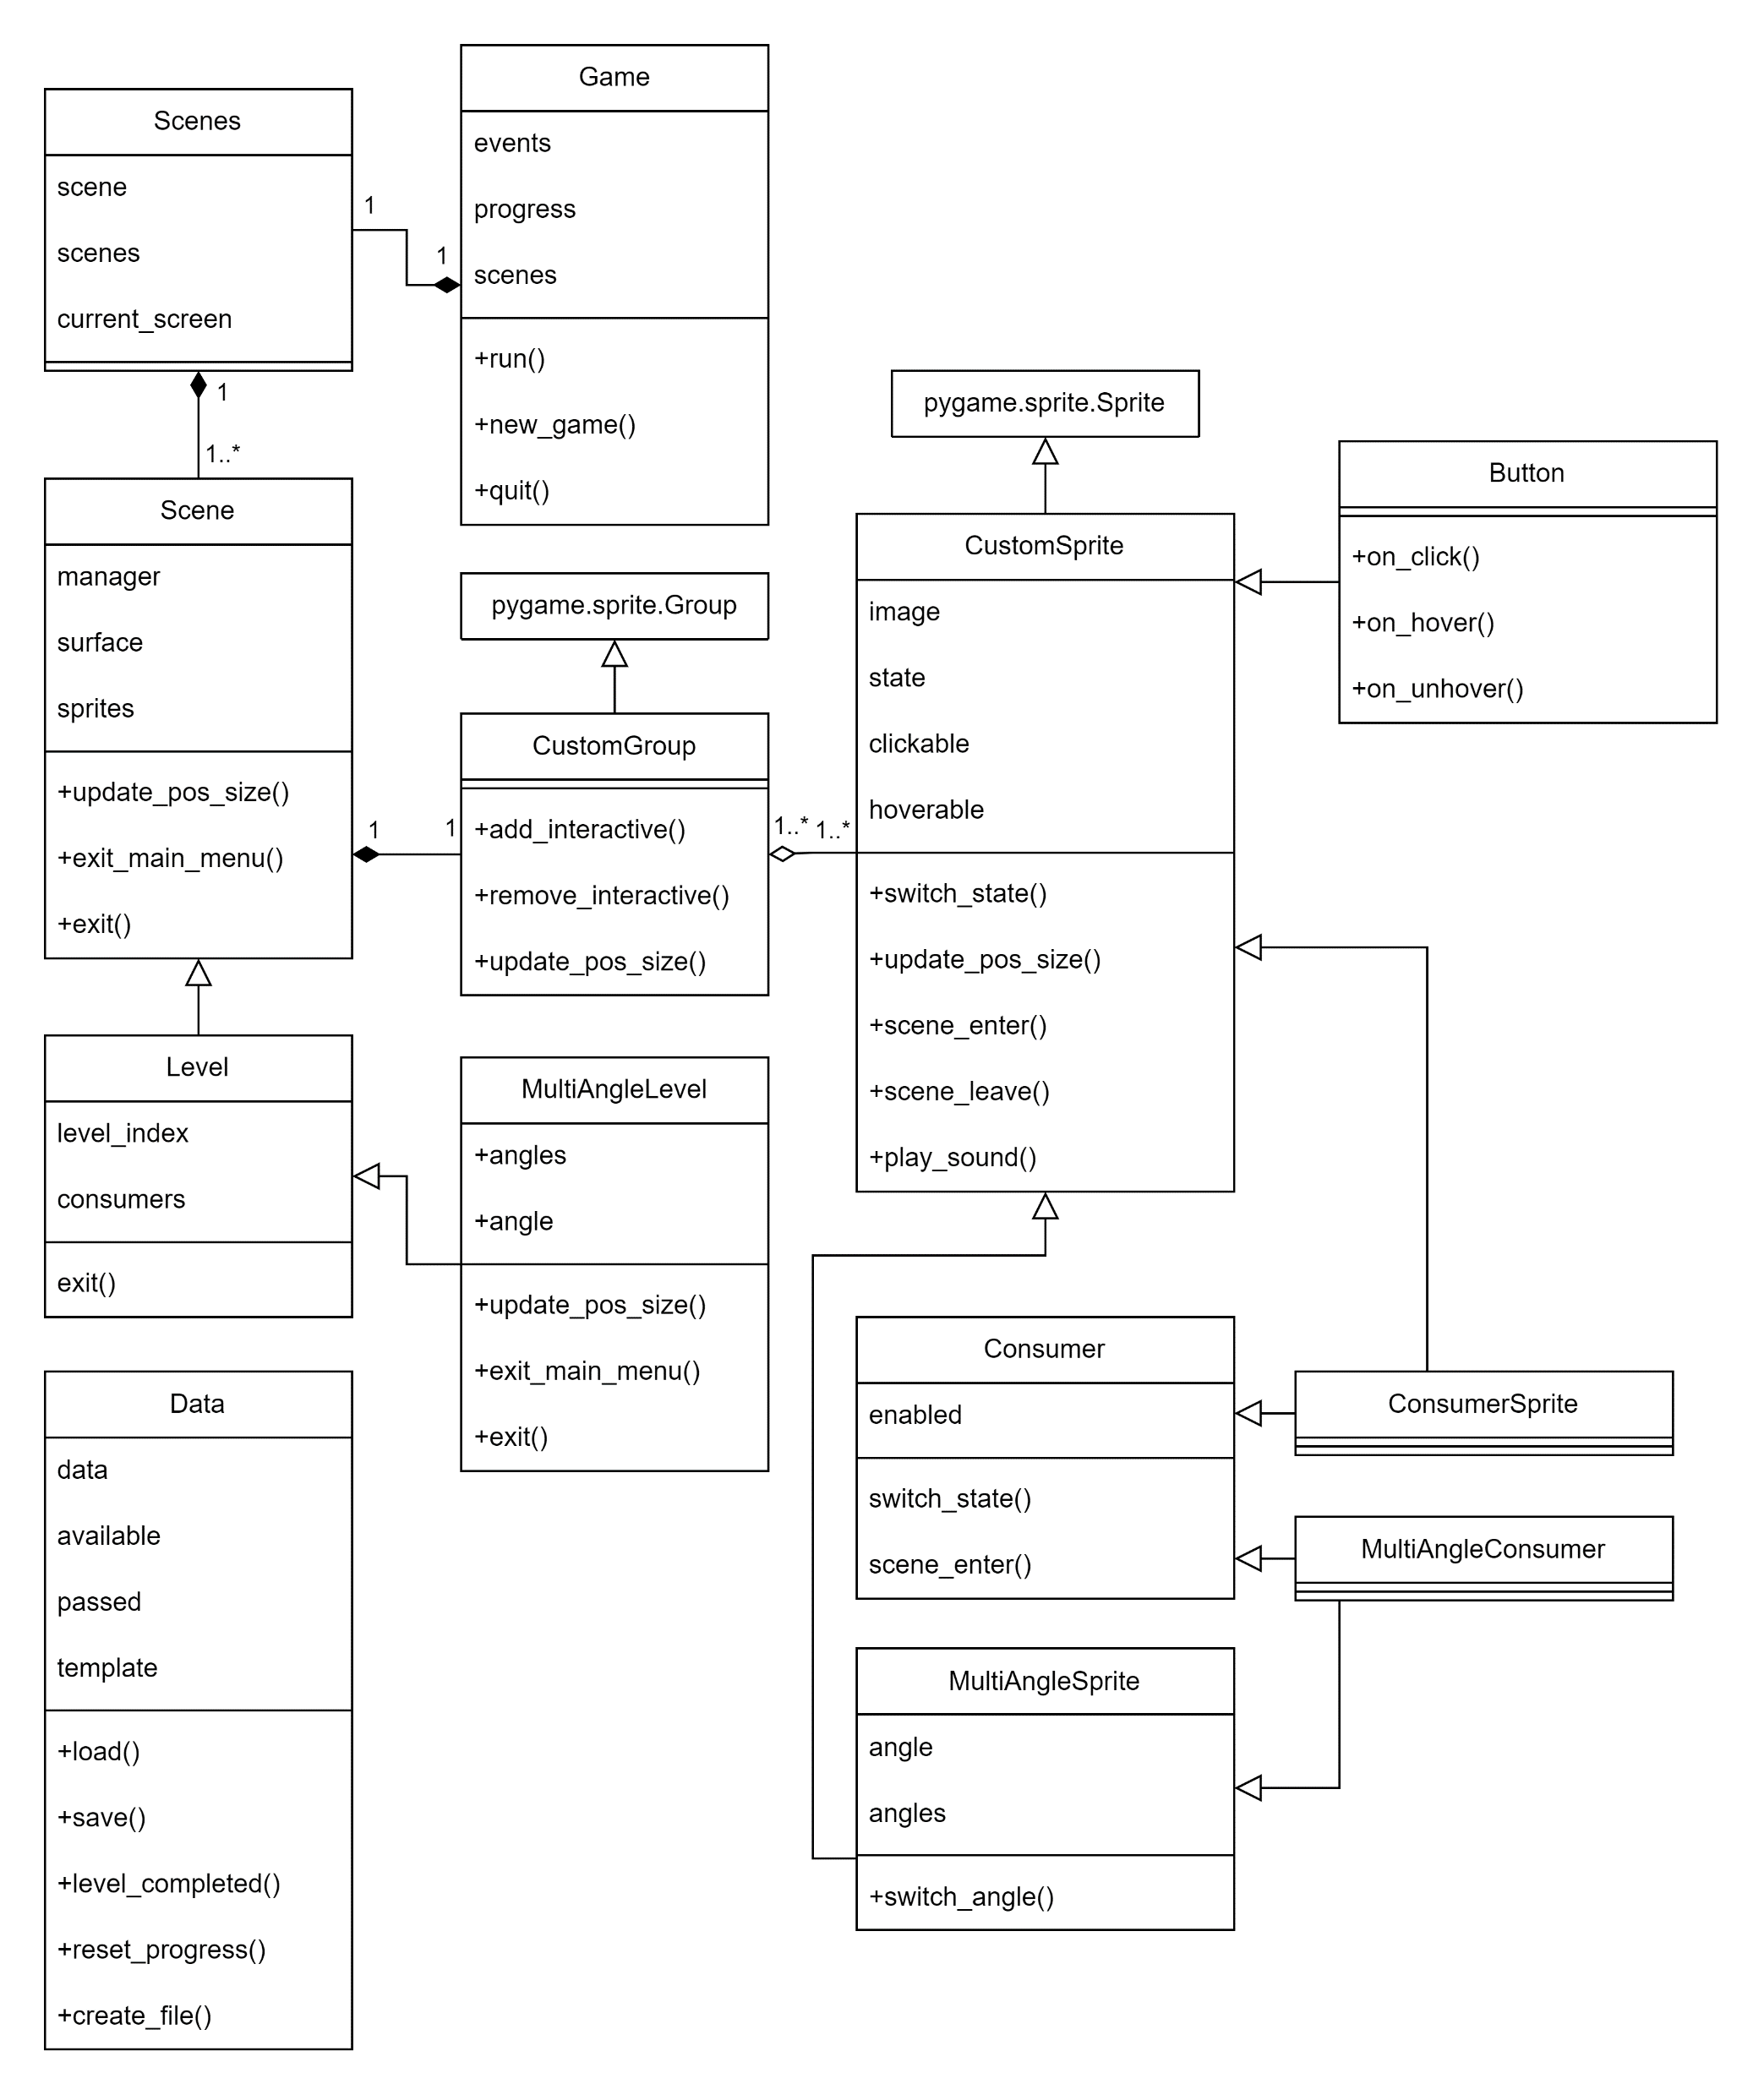 Game
events
progress
scenes
+run()
+new_game()
+quit()
Scenes
scene
scenes
current_screen
1
1
1
1..*
Scene
manager
surface
sprites
+update_pos_size()
+exit_main_menu()
+exit()
pygame.sprite.Group
CustomGroup
+add_interactive()
+remove_interactive()
+update_pos_size()
1
1
1..*
1..*
pygame.sprite.Sprite
CustomSprite
image
state
clickable
hoverable
+switch_state()
+update_pos_size()
+scene_enter()
+scene_leave()
+play_sound()
Button
+on_click()
+on_hover()
+on_unhover()
Level
level_index
consumers
exit()
MultiAngleLevel
+angles
+angle
+update_pos_size()
+exit_main_menu()
+exit()
Data
data
available
passed
template
+load()
+save()
+level_completed()
+reset_progress()
+create_file()
Consumer
enabled
switch_state()
scene_enter()
ConsumerSprite
MultiAngleConsumer
MultiAngleSprite
angle
angles
+switch_angle()